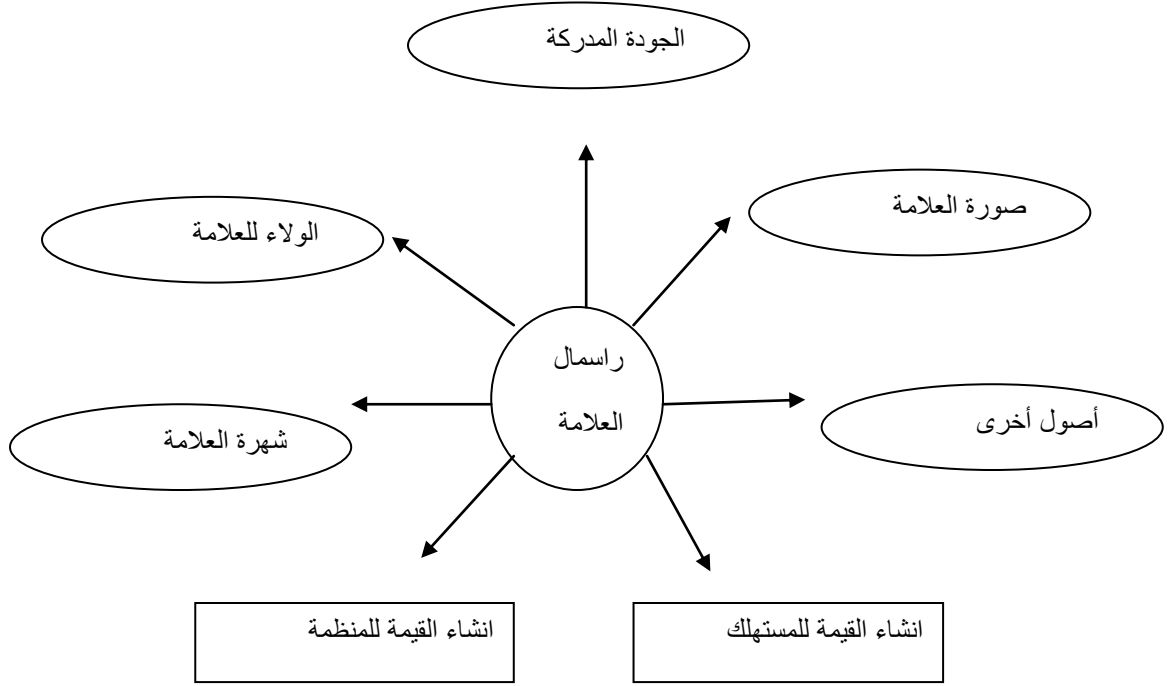 الجودة المدركة
صورة العلامة
الولاء للعلامة
راسمال
العلامة
أصول أخرى
شهرة العلامة
انشاء القيمة للمستهلك
انشاء القيمة للمنظمة